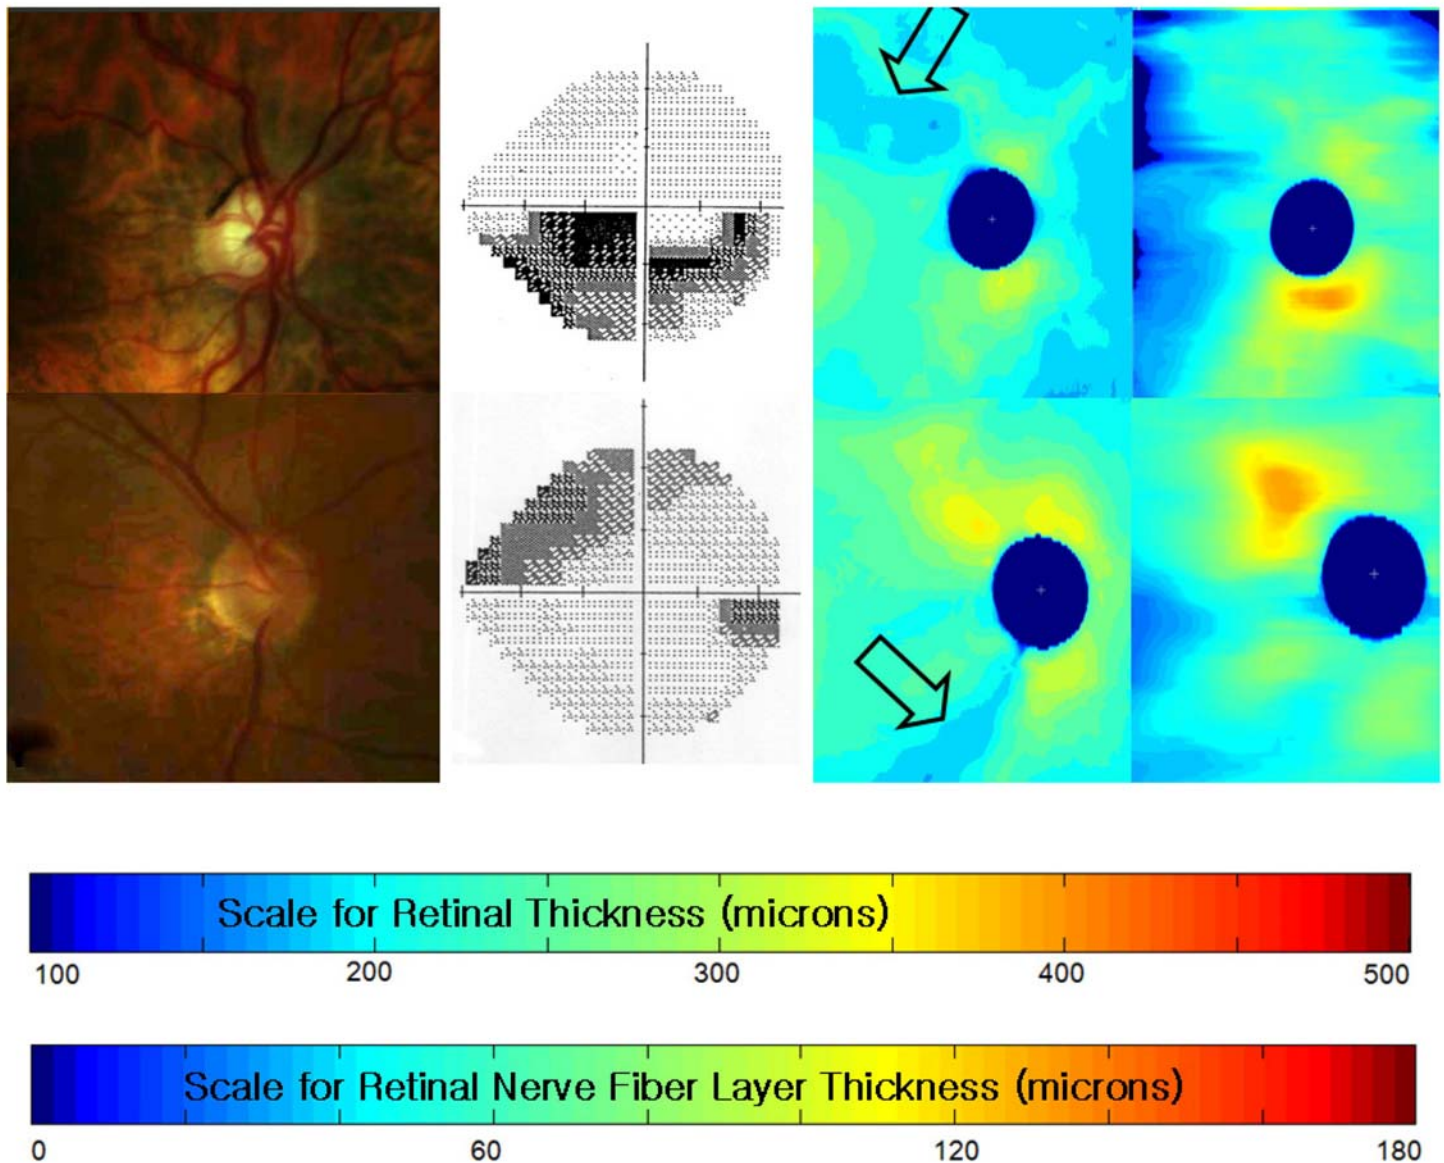 Scale for Retinal Thickness (microns)
100 200 300 400 500
Scale for Retinal Nerve Fiber Layer Thickness (microns)
0 60 120 180